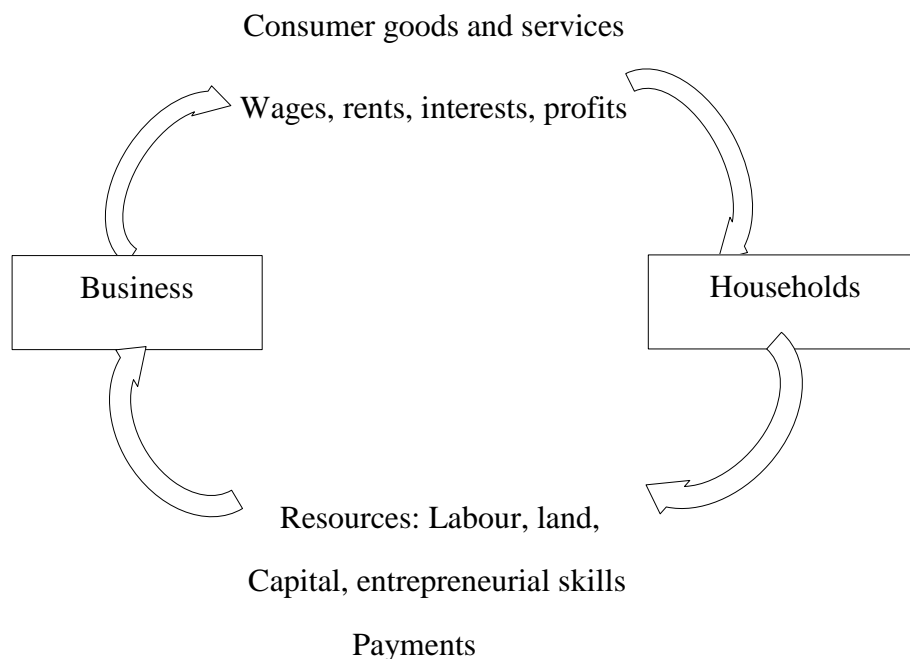 Consumer goods and services
Wages, rents, interests, profits
Business
Households
Resources: Labour, land,
Capital, entrepreneurial skills
Payments